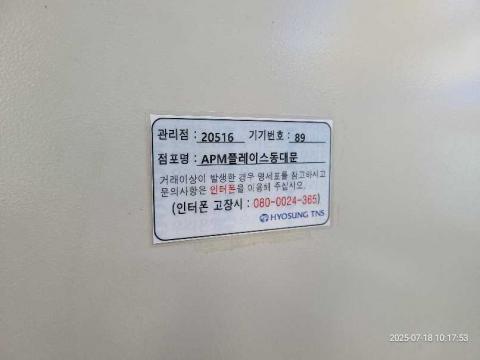 관리점 : 20516 기기번호 : 89
점포명 : APM플레이스동대문
거래이상이 발생한 경우 명세표를 참고하시고
문의사항은 인터폰을 이용해 주십시오.
(인터폰 고장시 : 080-0024-365)
HYOSUNG TNS
2025-07-18 10:17:53